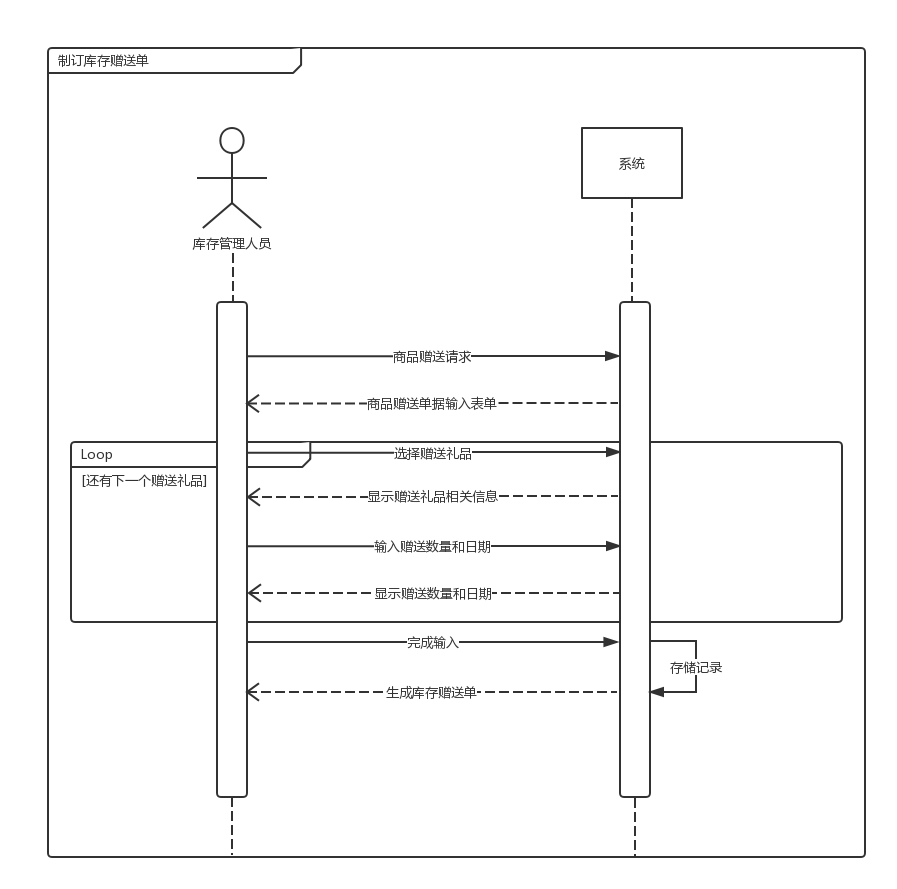 制订库存赠送单
系统
库存管理人员
商品赠送请求
商品赠送单据输入表单
Loop
选择赠送礼品
[还有下一个赠送礼品]
显示赠送礼品相关信息
输入赠送数量和日期
显示赠送数量和日期
完成输入
存储记录
生成库存赠送单